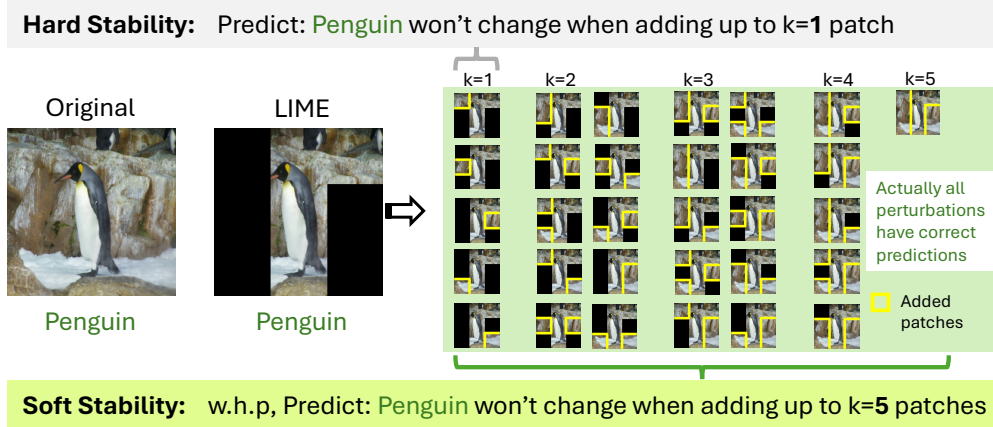 Hard Stability: Predict: Penguin won’t change when adding up to k=1 patch
k=1 k=2 k=3 k=4 k=5
Original LIME
Actually all
perturbations
have correct
predictions
Added
patches
Penguin Penguin
Soft Stability: w.h.p, Predict: Penguin won’t change when adding up to k=5 patches